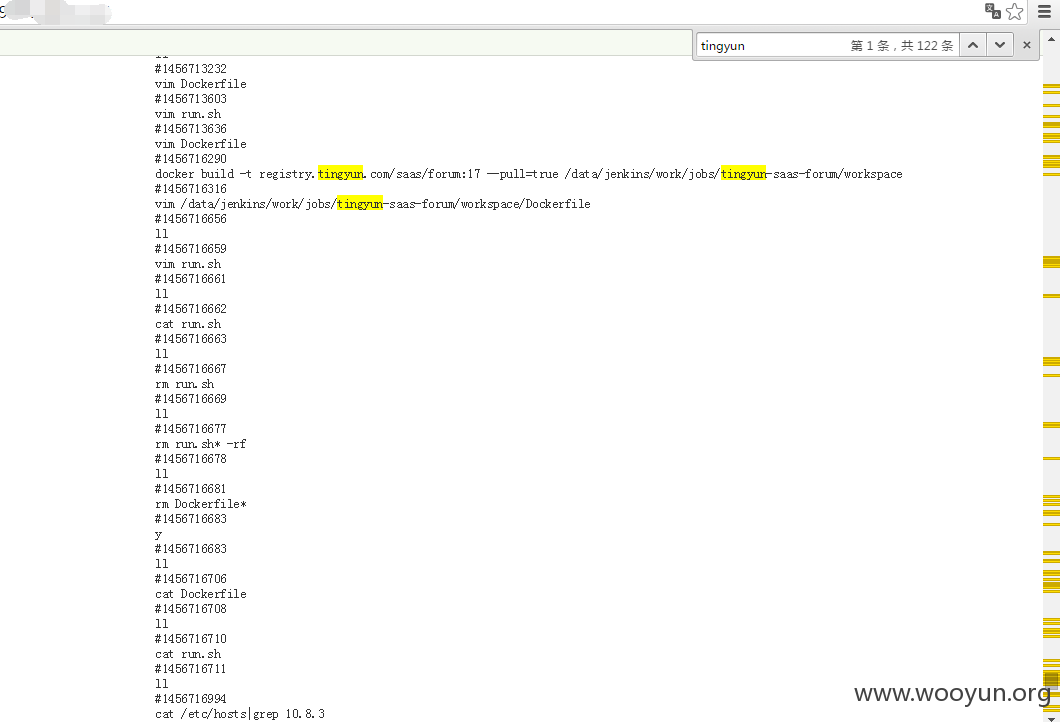 tingyun 第 1 条，共 122 条
#1456713232
vim Dockerfile
#1456713603
vim run.sh
#1456713636
vim Dockerfile
#1456716290
docker build -t registry.tingyun.com/saas/forum:17 --pull=true /data/jenkins/work/jobs/tingyun-saas-forum/workspace
#1456716316
vim /data/jenkins/work/jobs/tingyun-saas-forum/workspace/Dockerfile
#1456716656
ll
#1456716659
vim run.sh
#1456716661
ll
#1456716662
cat run.sh
#1456716663
ll
#1456716667
rm run.sh
#1456716669
ll
#1456716677
rm run.sh* -rf
#1456716678
ll
#1456716681
rm Dockerfile*
#1456716683
y
#1456716683
ll
#1456716706
cat Dockerfile
#1456716708
ll
#1456716710
cat run.sh
#1456716711
ll
#1456716994
cat /etc/hosts|grep 10.8.3
www.wooyun.org